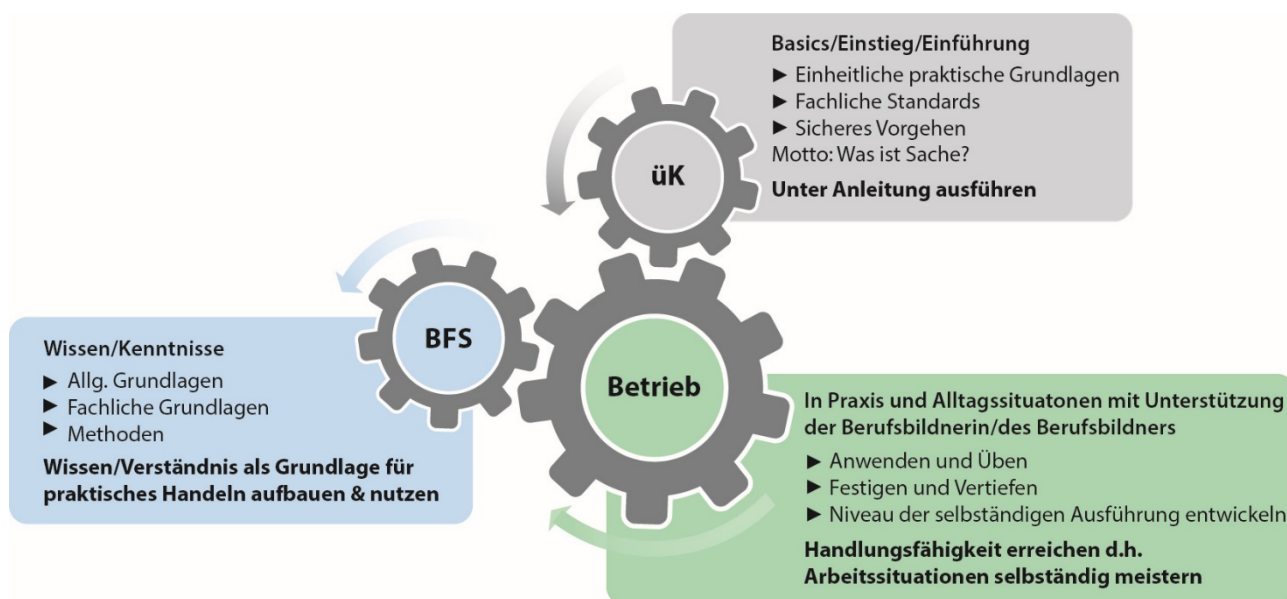 Basics/Einstieg/Einführung
► Einheitliche praktische Grundlagen
► Fachliche Standards
► Sicheres Vorgehen
Motto: Was ist Sache?
Unter Anleitung ausführen
üK
BFS
Wissen/Kenntnisse
► Allg. Grundlagen
► Fachliche Grundlagen
► Methoden
Wissen/Verständnis als Grundlage für
praktisches Handeln aufbauen & nutzen
Betrieb
In Praxis und Alltagssituatonen mit Unterstützung
der Berufsbildnerin/des Berufsbildners
► Anwenden und Üben
► Festigen und Vertiefen
► Niveau der selbständigen Ausführung entwickeln
Handlungsfähigkeit erreichen d.h.
Arbeitssituationen selbständig meistern